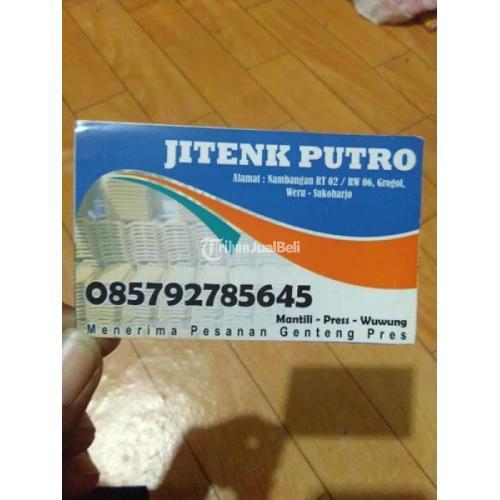 JITENK PUTRO
Alamat : Nambangan RT 02 / RW 06, Grogol,
Weru - Sukoharjo
TribunJualBeli
085792785645
Mantili - Press - Wuwung
Menerima Pesanan Genteng Pres